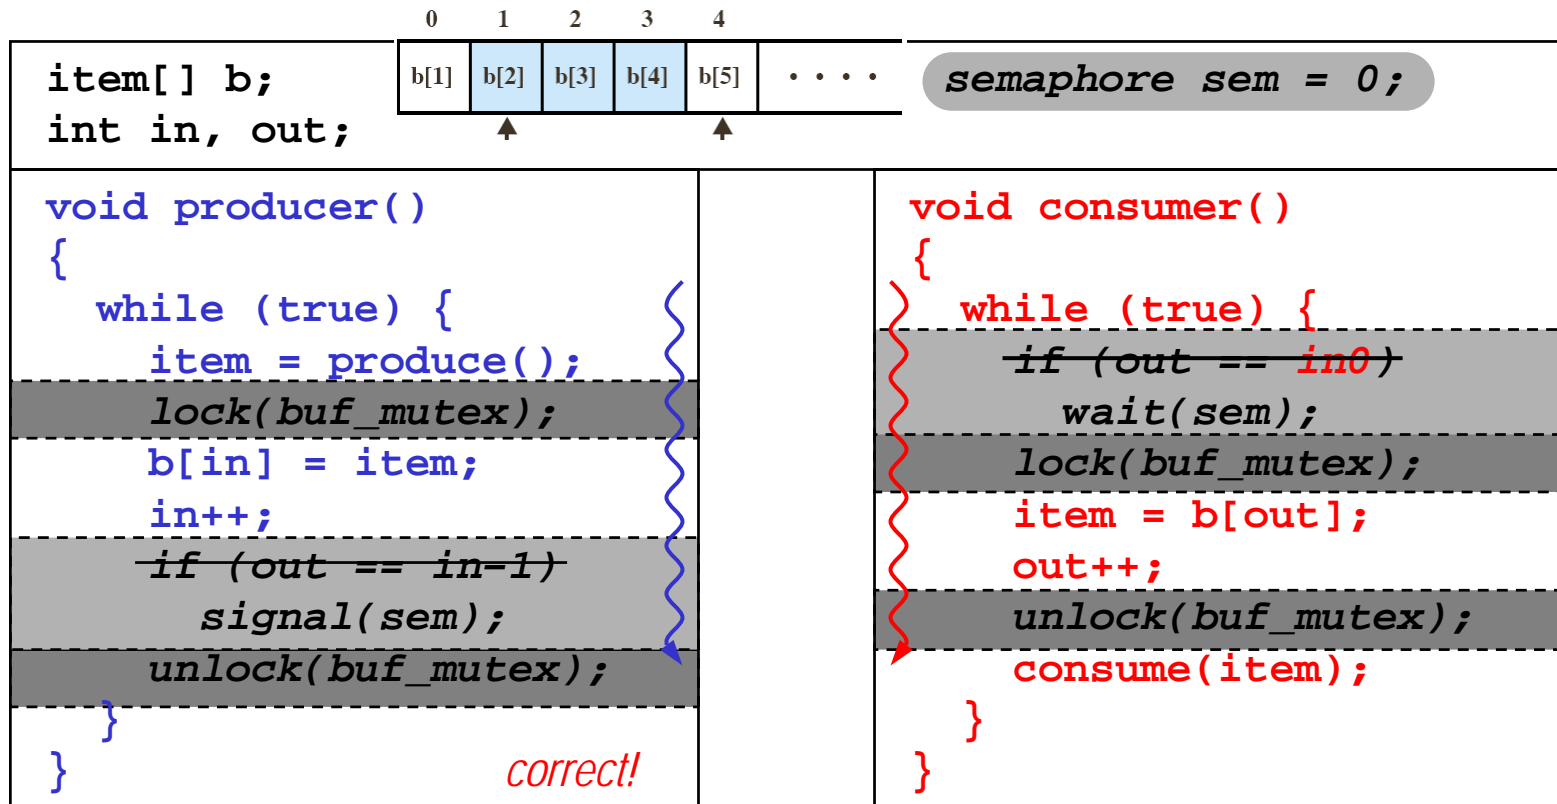 0 1 2 3 4
b[1] b[2] b[3] b[4] b[5] · · · ·
item[] b;
int in, out;
semaphore sem = 0;
void producer()
{
while (true) {
item = produce();
lock(buf_mutex);
b[in] = item;
in++;
if (out == in-1)
signal(sem);
unlock(buf_mutex);
}
}
correct!
void consumer()
{
while (true) {
if (out == in0)
wait(sem);
lock(buf_mutex);
item = b[out];
out++;
unlock(buf_mutex);
consume(item);
}
}